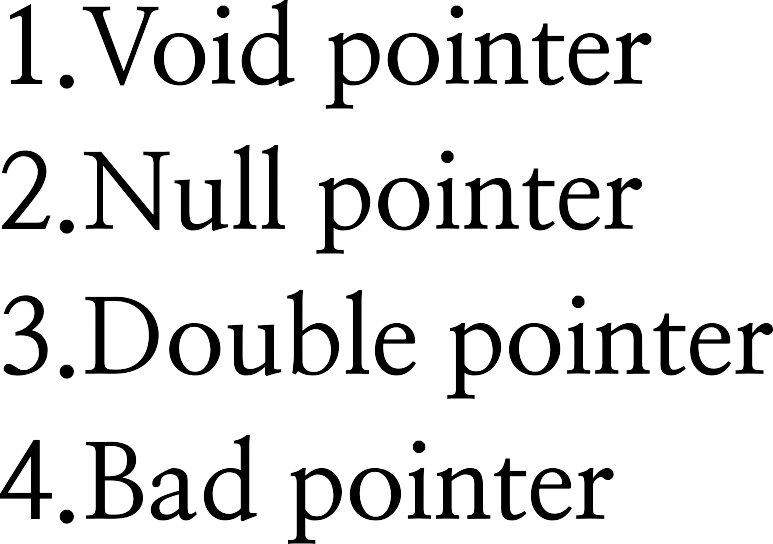 1.Void pointer
2.Null pointer
3.Double pointer
4.Bad pointer